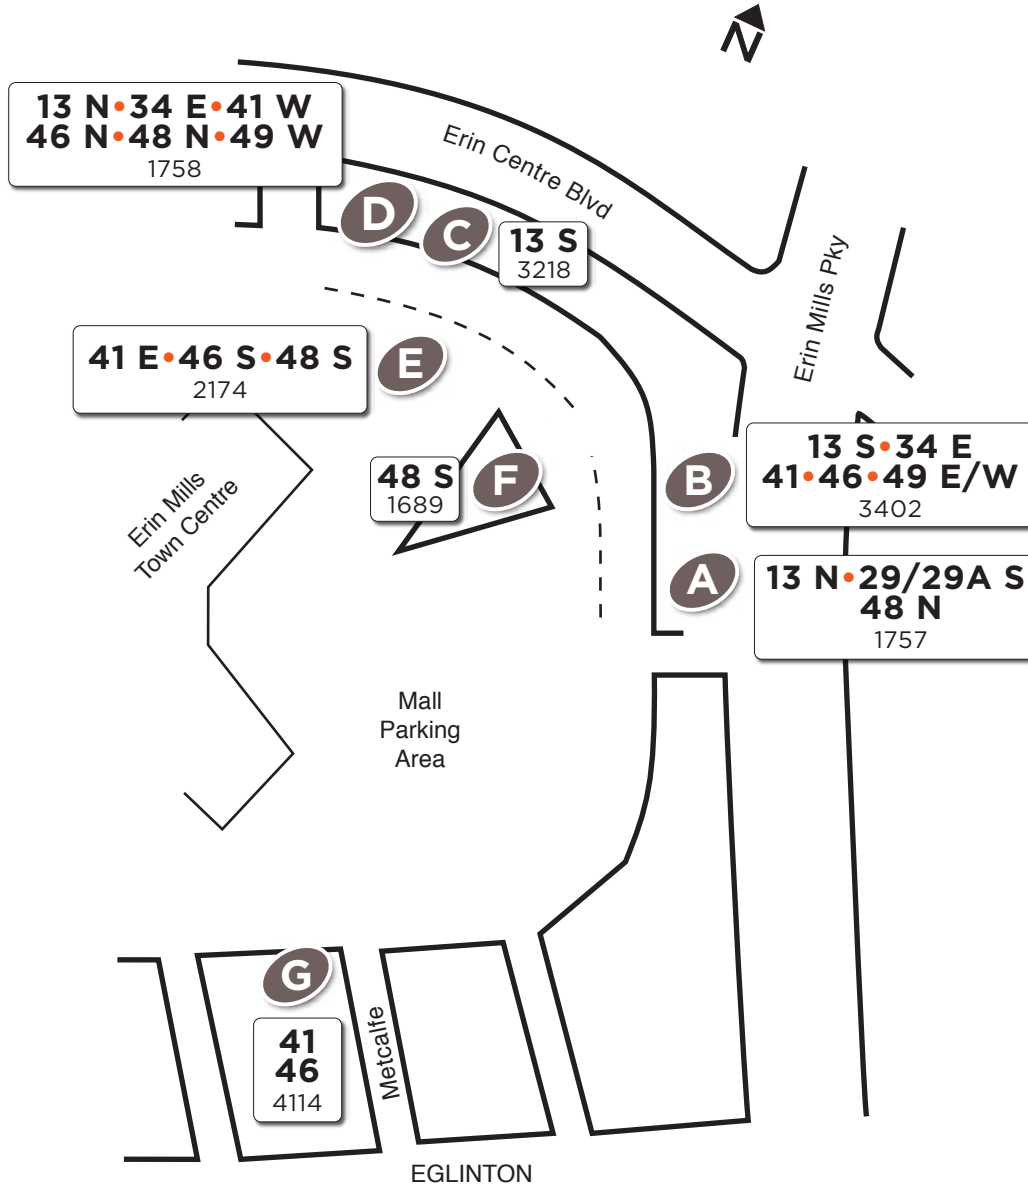 N
13 N•34 E•41 W
46 N•48 N•49 W
1758
Erin Centre Blvd
D
C
13 S
3218
Erin Mills Pky
41 E•46 S•48 S
2174
E
13 S•34 E
41•46•49 E/W
3402
B
48 S
1689
F
Erin Mills
Town Centre
A
13 N•29/29A S
48 N
1757
Mall
Parking
Area
G
41
46
4114
Metcalfe
EGLINTON